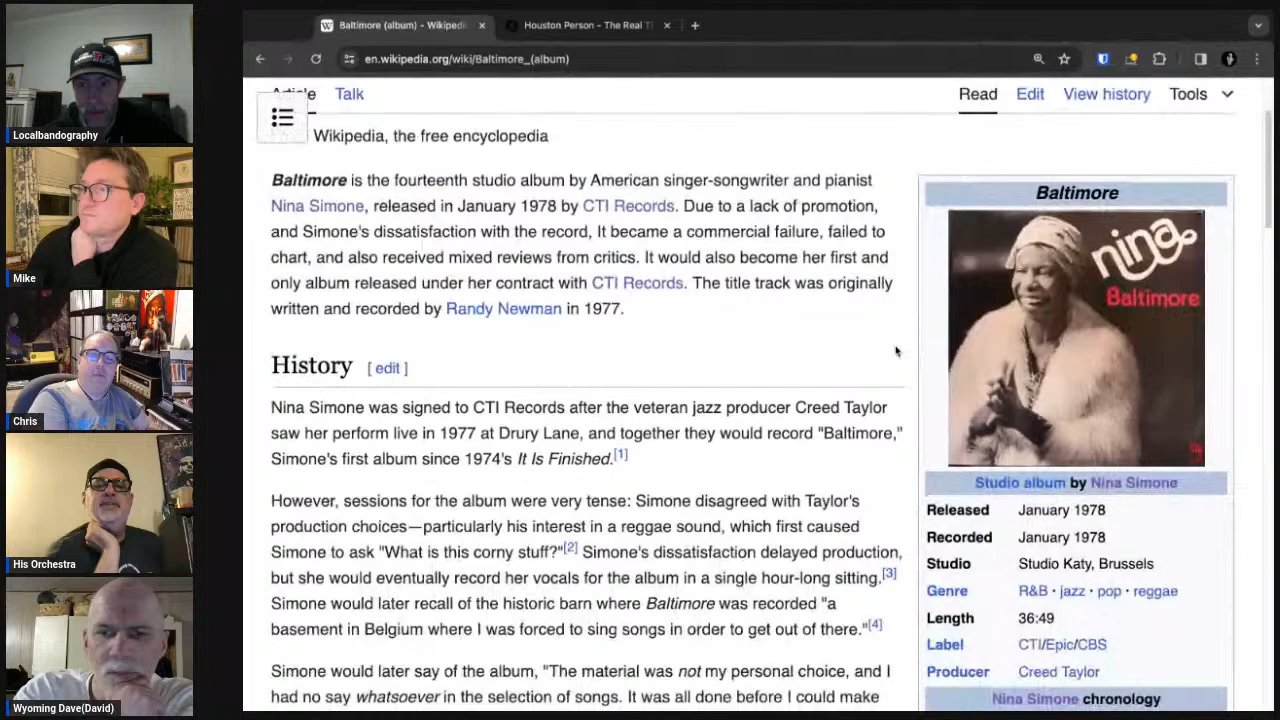 Localbandography
Mike
Chris
His Orchestra
Wyoming Dave(David)
Baltimore (album) - Wikipedi
Houston Person - The Real T
en.wikipedia.org/wiki/Baltimore_(album)
Article Talk
Read Edit View history Tools
Wikipedia, the free encyclopedia
Baltimore is the fourteenth studio album by American singer-songwriter and pianist
Nina Simone, released in January 1978 by CTI Records. Due to a lack of promotion,
and Simone's dissatisfaction with the record, It became a commercial failure, failed to
chart, and also received mixed reviews from critics. It would also become her first and
only album released under her contract with CTI Records. The title track was originally
written and recorded by Randy Newman in 1977.
History [ edit ]
Nina Simone was signed to CTI Records after the veteran jazz producer Creed Taylor
saw her perform live in 1977 at Drury Lane, and together they would record "Baltimore,"
Simone's first album since 1974's It Is Finished.[1]
However, sessions for the album were very tense: Simone disagreed with Taylor's
production choices—particularly his interest in a reggae sound, which first caused
Simone to ask "What is this corny stuff?"[2] Simone's dissatisfaction delayed production,
but she would eventually record her vocals for the album in a single hour-long sitting.[3]
Simone would later recall of the historic barn where Baltimore was recorded "a
basement in Belgium where I was forced to sing songs in order to get out of there."[4]
Simone would later say of the album, "The material was not my personal choice, and I
had no say whatsoever in the selection of songs. It was all done before I could make
Baltimore
nina
Baltimore
Studio album by Nina Simone
Released January 1978
Recorded January 1978
Studio Studio Katy, Brussels
Genre R&B · jazz · pop · reggae
Length 36:49
Label CTI/Epic/CBS
Producer Creed Taylor
Nina Simone chronology